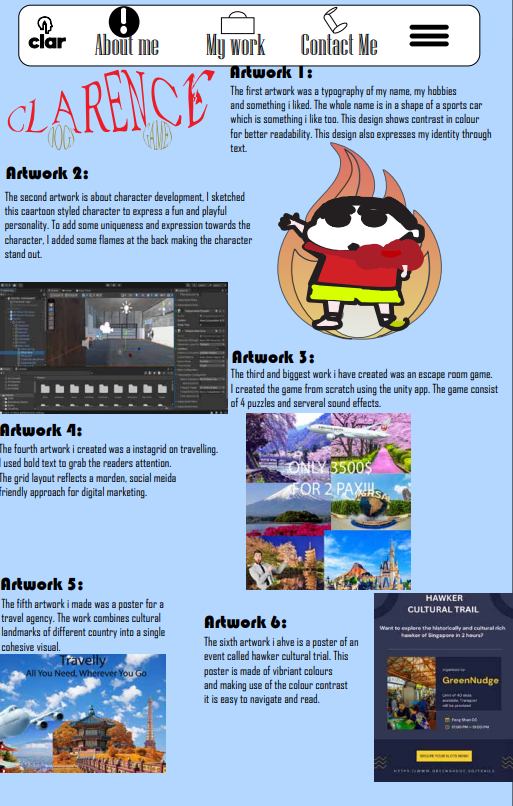 clar
About me
My work
Contact Me
CLARENCE
Artwork 1:
The first artwork was a typography of my name, my hobbies
and something i liked. The whole name is in a shape of a sports car
which is something i like too. This design shows contrast in colour
for better readability. This design also expresses my identity through
text.
Artwork 2:
The second artwork is about character development, I sketched
this caartoon styled character to express a fun and playful
personality. To add some uniqueness and expression towards the
character, I added some flames at the back making the character
stand out.
Artwork 3:
The third and biggest work i have created was an escape room game.
I created the game from scratch using the unity app. The game consist
of 4 puzzles and serveral sound effects.
Artwork 4:
The fourth artwork i created was a instagrid on travelling.
I used bold text to grab the readers attention.
The grid layout reflects a morden, social meida
friendly approach for digital marketing.
ONLY 3500$
FOR 2 PAX!!!
Artwork 5:
The fifth artwork i made was a poster for a
travel agency. The work combines cultural
landmarks of different country into a single
cohesive visual.
Travelly
All You Need, Wherever You Go
Artwork 6:
The sixth artwork i ahve is a poster of an
event called hawker cultural trial. This
poster is made of vibriant colours
and making use of the colour contrast
it is easy to navigate and read.
HAWKER
CULTURAL TRAIL
Want to explore the historically and cultural rich
hawker of Singapore in 2 hours?
organised by
GreenNudge
Limit of 40 slots